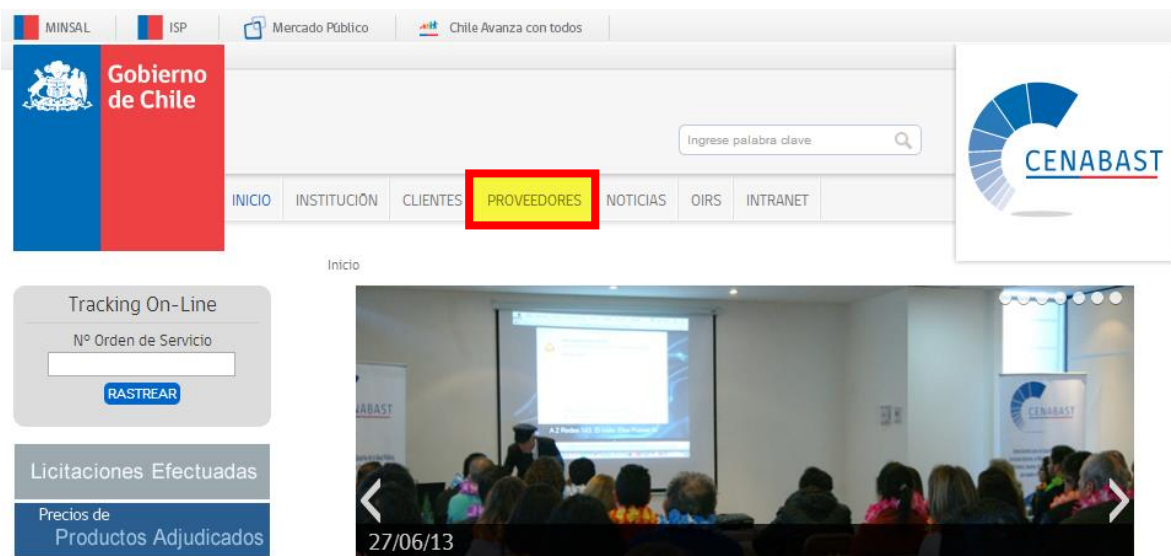 MINSAL ISP Mercado Público Chile Avanza con todos
Gobierno
de Chile
Ingrese palabra clave
CENABAST
INICIO INSTITUCIÓN CLIENTES PROVEEDORES NOTICIAS OIRS INTRANET
Inicio
Tracking On-Line
Nº Orden de Servicio
RASTREAR
CENABAST
Licitaciones Efectuadas
Precios de
Productos Adjudicados
27/06/13